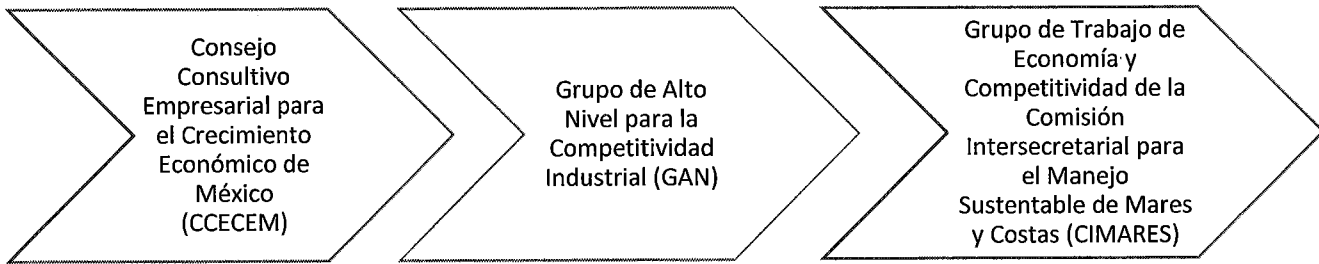 Consejo
Consultivo
Empresarial para
el Crecimiento
Económico de
México
(CCECEM)
Grupo de Alto
Nivel para la
Competitividad
Industrial (GAN)
Grupo de Trabajo de
Economía y
Competitividad de la
Comisión
Intersecretarial para
el Manejo
Sustentable de Mares
y Costas (CIMARES)